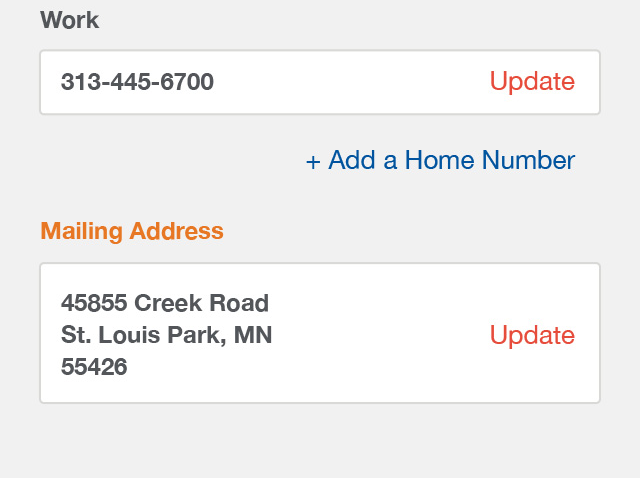 Work
313-445-6700
Update
+ Add a Home Number
Mailing Address
45855 Creek Road
St. Louis Park, MN
Update
55426